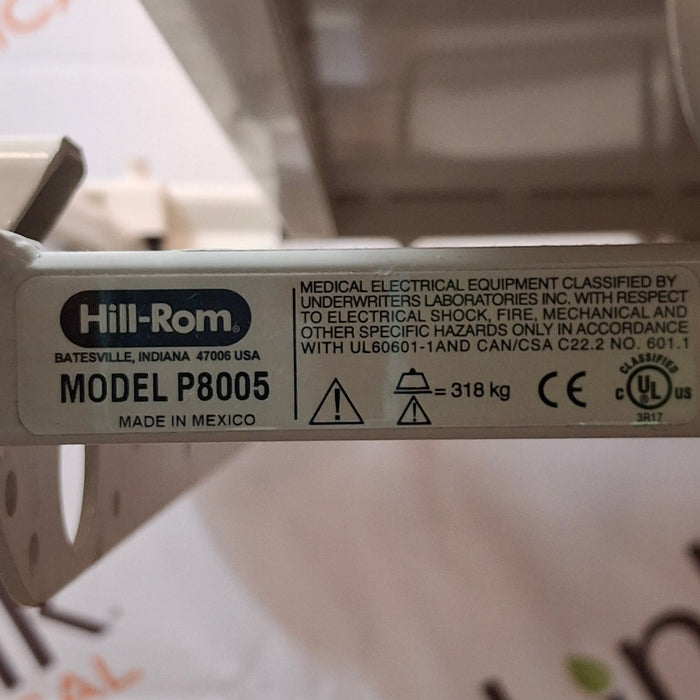 Hill-Rom®
BATESVILLE, INDIANA 47006 USA
MODEL P8005
MADE IN MEXICO
MEDICAL ELECTRICAL EQUIPMENT CLASSIFIED BY
UNDERWRITERS LABORATORIES INC. WITH RESPECT
TO ELECTRICAL SHOCK, FIRE, MECHANICAL AND
OTHER SPECIFIC HAZARDS ONLY IN ACCORDANCE
WITH UL60601-1AND CAN/CSA C22.2 NO. 601.1
= 318 kg
CE
CLASSIFIED
C UL® US
3R17